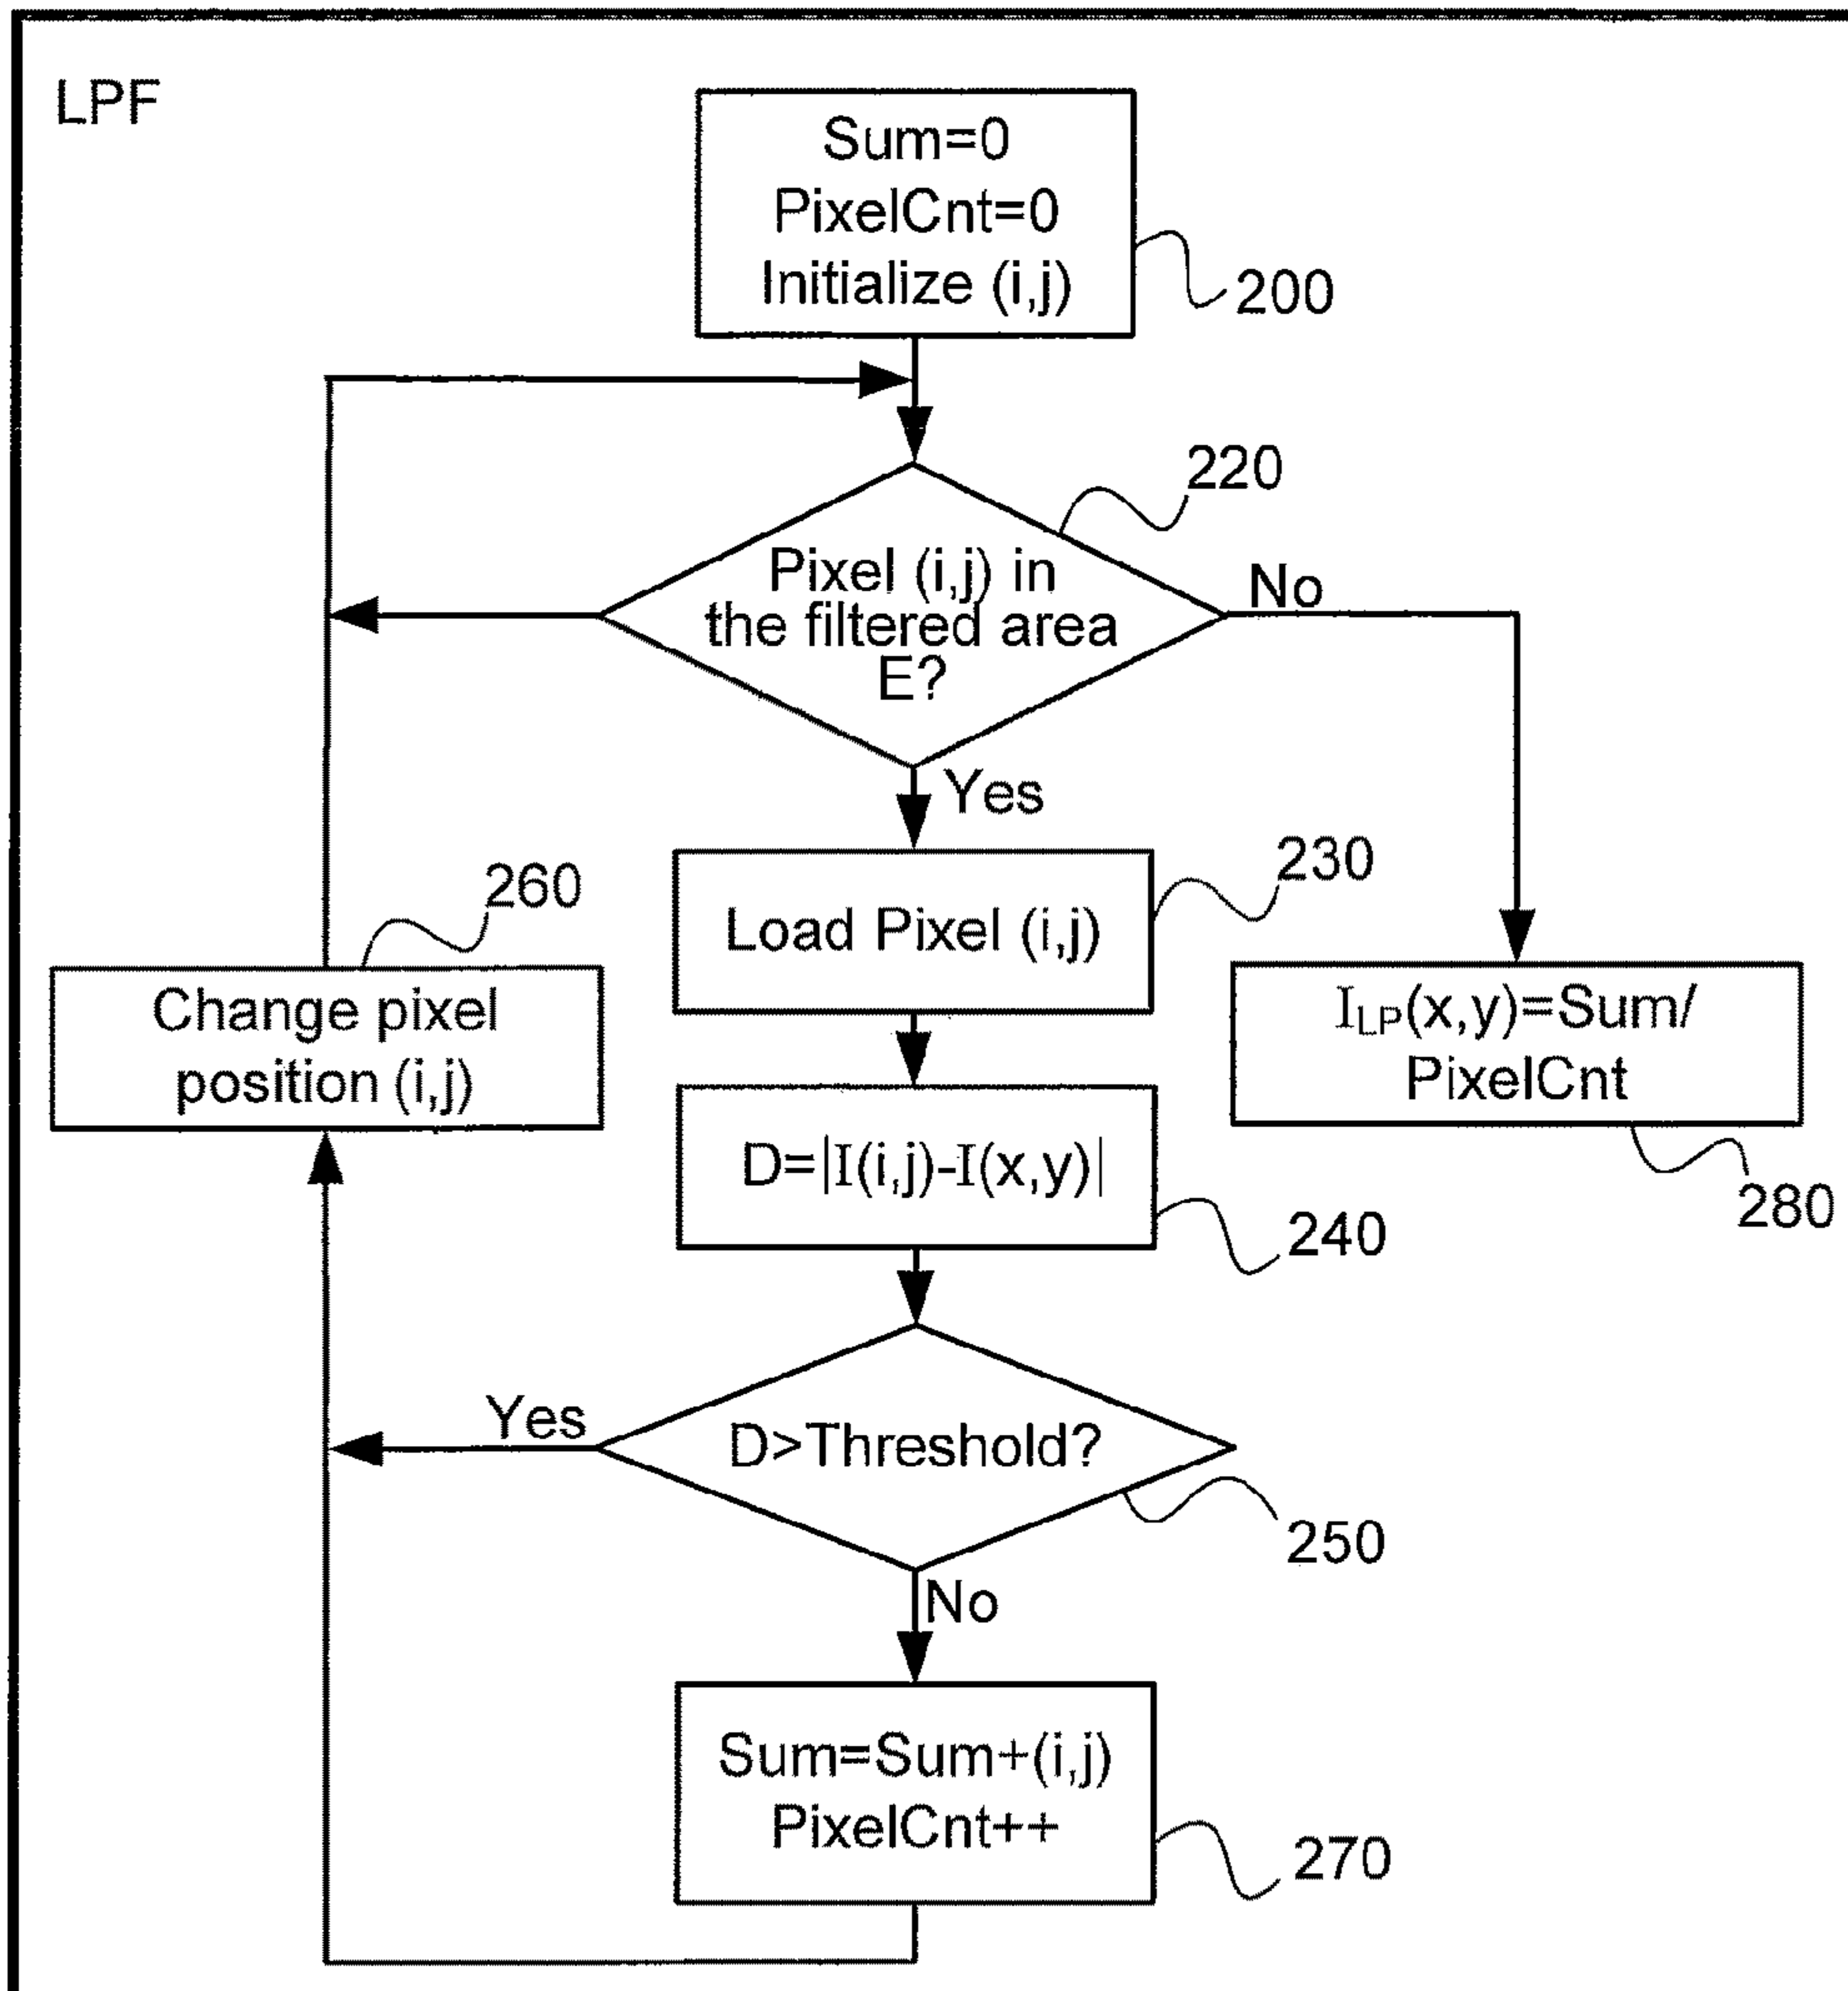 LPF
Sum=0
PixelCnt=0
Initialize (i,j)
200
220
Pixel (i,j) in
the filtered area
E?
No
Yes
230
Load Pixel (i,j)
260
Change pixel
position (i,j)
I_LP(x,y)=Sum/
PixelCnt
280
D=|I(i,j)-I(x,y)|
240
Yes
D>Threshold?
250
No
Sum=Sum+(i,j)
PixelCnt++
270